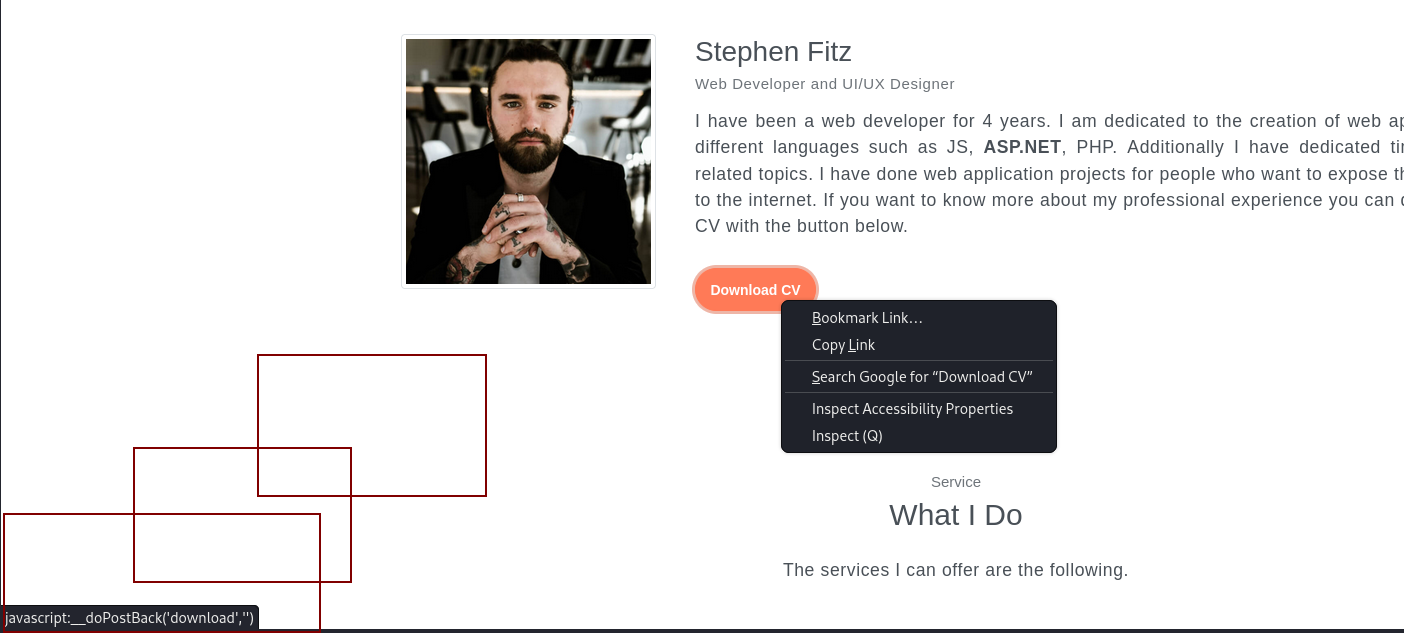 Stephen Fitz
Web Developer and UI/UX Designer
I have been a web developer for 4 years. I am dedicated to the creation of web
different languages such as JS, ASP.NET, PHP. Additionally I have dedicated
related topics. I have done web application projects for people who want to expose
to the internet. If you want to know more about my professional experience you can
CV with the button below.
Download CV
Bookmark Link...
Copy Link
Search Google for “Download CV”
Inspect Accessibility Properties
Inspect (Q)
Service
What I Do
The services I can offer are the following.
javascript:__doPostBack('download','')